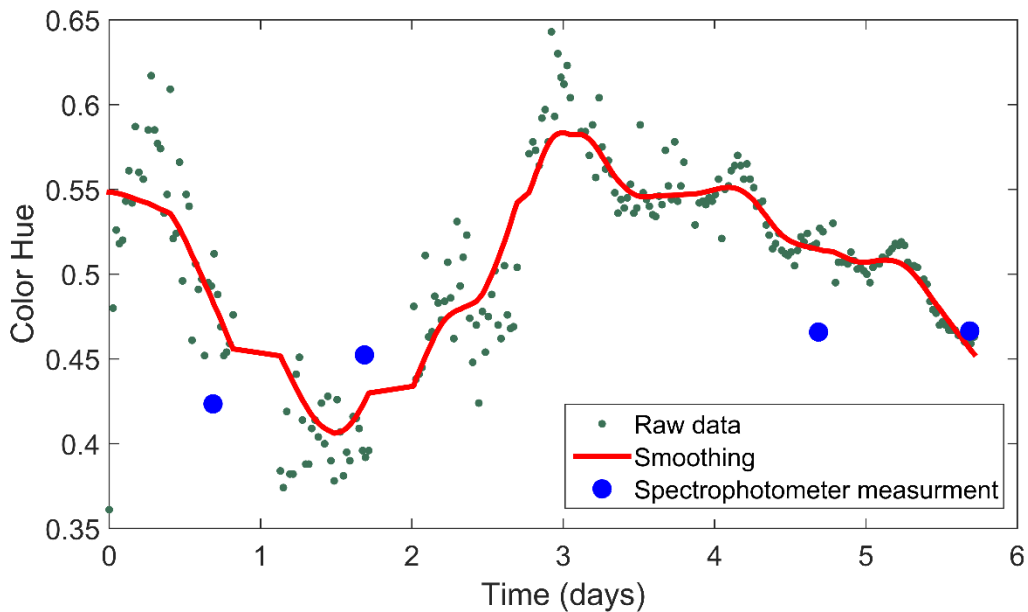 0.65
0.6
0.55
0.5
0.45
0.4
0.35
Color Hue
0 1 2 3 4 5 6
Time (days)
Raw data
Smoothing
Spectrophotometer measurment